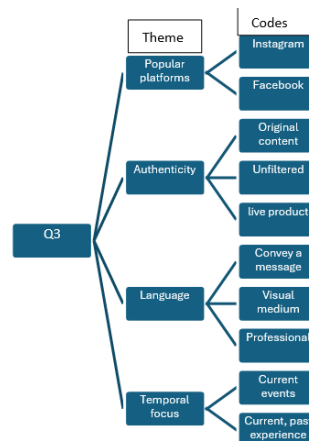 Theme
Codes
Popular
platforms
Instagram
Facebook
Authenticity
Original
content
Unfiltered
live product
Q3
Language
Convey a
message
Visual
medium
Professional
Temporal
focus
Current
events
Current, past
experience